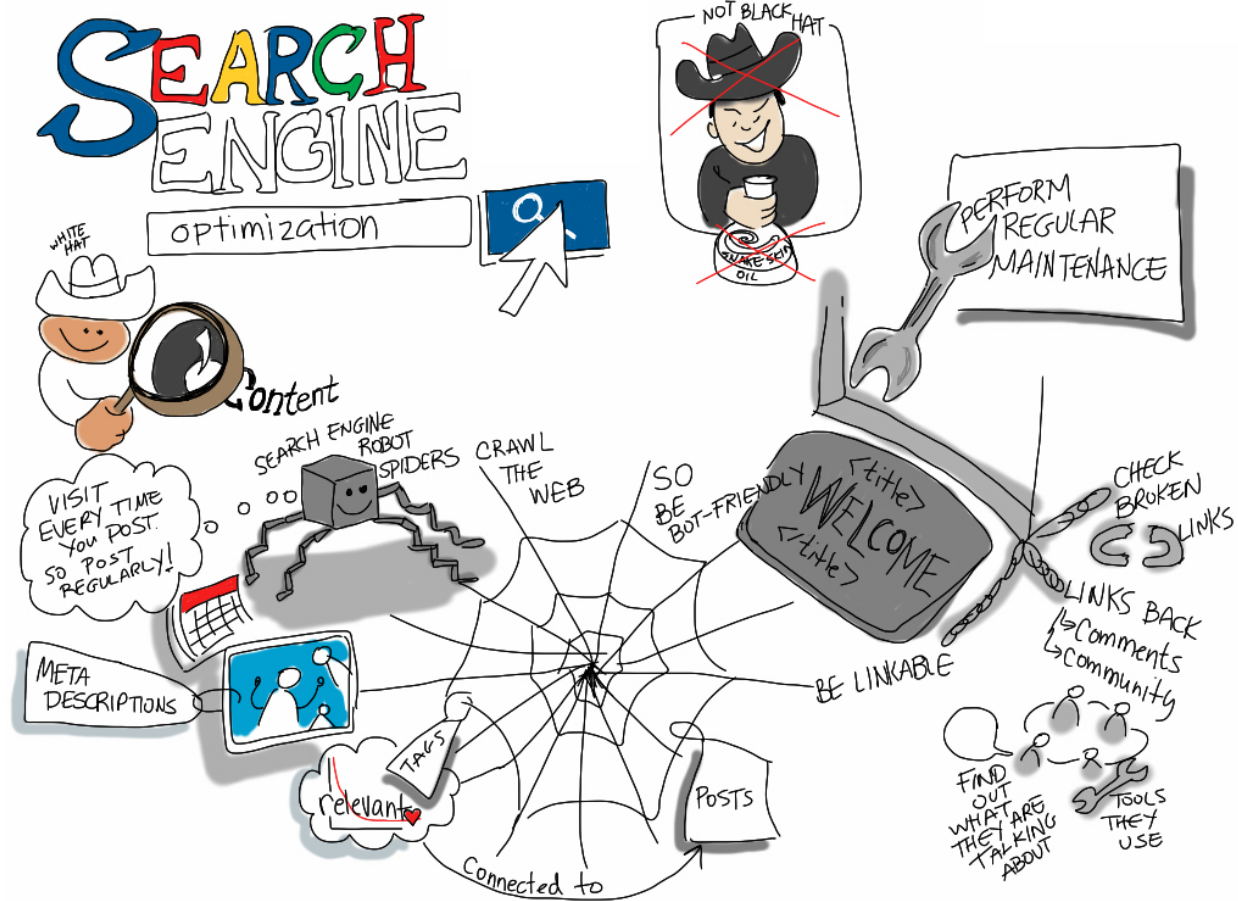 SEARCH
ENGINE
optimization
NOT BLACK HAT
SNAKE-SKIN
OIL
PERFORM
REGULAR
MAINTENANCE
WHITE
HAT
Content
SEARCH ENGINE
ROBOT
SPIDERS
CRAWL
THE
WEB
SO
BE
BOT-FRIENDLY
<title>
WELCOME
</title>
CHECK
BROKEN
LINKS
VISIT
EVERY TIME
YOU POST.
SO POST
REGULARLY!
LINKS BACK
↳ Comments
↳ Community
BE LINKABLE
META
DESCRIPTIONS
TAGS
relevant
POSTS
Connected to
FIND
OUT
WHAT
THEY ARE
TALKING
ABOUT
TOOLS
THEY
USE